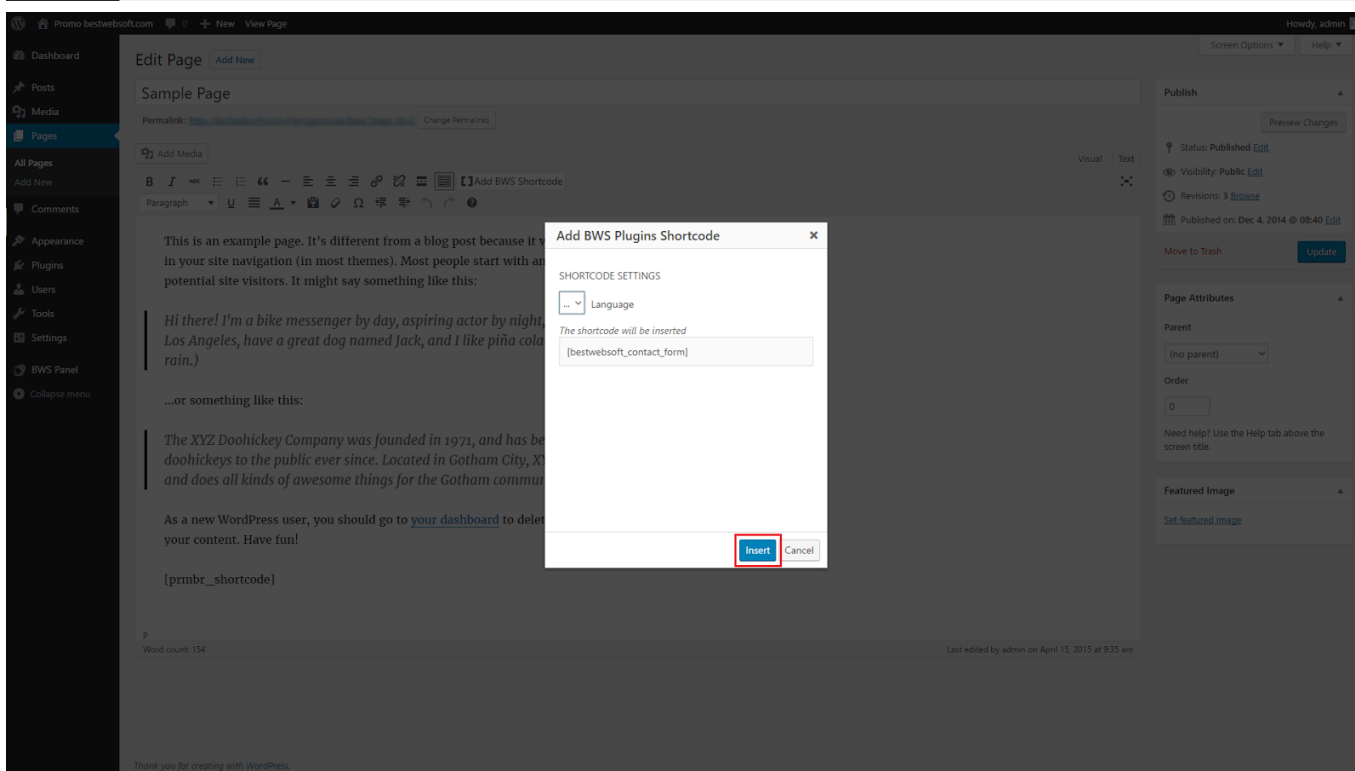 Promo bestwebsoft.com 0 + New View Page Howdy, admin
Screen Options ▼ Help ▼
Dashboard
Posts
Media
Pages
All Pages
Add New
Comments
Appearance
Plugins
Users
Tools
Settings
BWS Panel
Collapse menu
Edit Page Add New
Sample Page
Permalink: Change Permalinks
Add Media
Visual Text
B I ABC Add BWS Shortcode
Paragraph U A Ω
This is an example page. It's different from a blog post because it
in your site navigation (in most themes). Most people start with an
potential site visitors. It might say something like this:
Hi there! I'm a bike messenger by day, aspiring actor by night,
Los Angeles, have a great dog named Jack, and I like piña
rain.)
...or something like this:
The XYZ Doohickey Company was founded in 1971, and has
doohickeys to the public ever since. Located in Gotham City,
and does all kinds of awesome things for the Gotham
As a new WordPress user, you should go to your dashboard to
your content. Have fun!
[prmbr_shortcode]
p
Word count: 154 Last edited by admin on April 15, 2015 at 9:35 am
Thank you for creating with WordPress.
Add BWS Plugins Shortcode ×
SHORTCODE SETTINGS
... Language
The shortcode will be inserted
[bestwebsoft_contact_form]
Insert Cancel
Publish
Preview Changes
Status: Published Edit
Visibility: Public Edit
Revisions: 3 Browse
Published on: Dec 4, 2014 @ 08:40 Edit
Move to Trash Update
Page Attributes
Parent
(no parent)
Order
0
Need help? Use the Help tab above the
screen title.
Featured Image
Set featured image